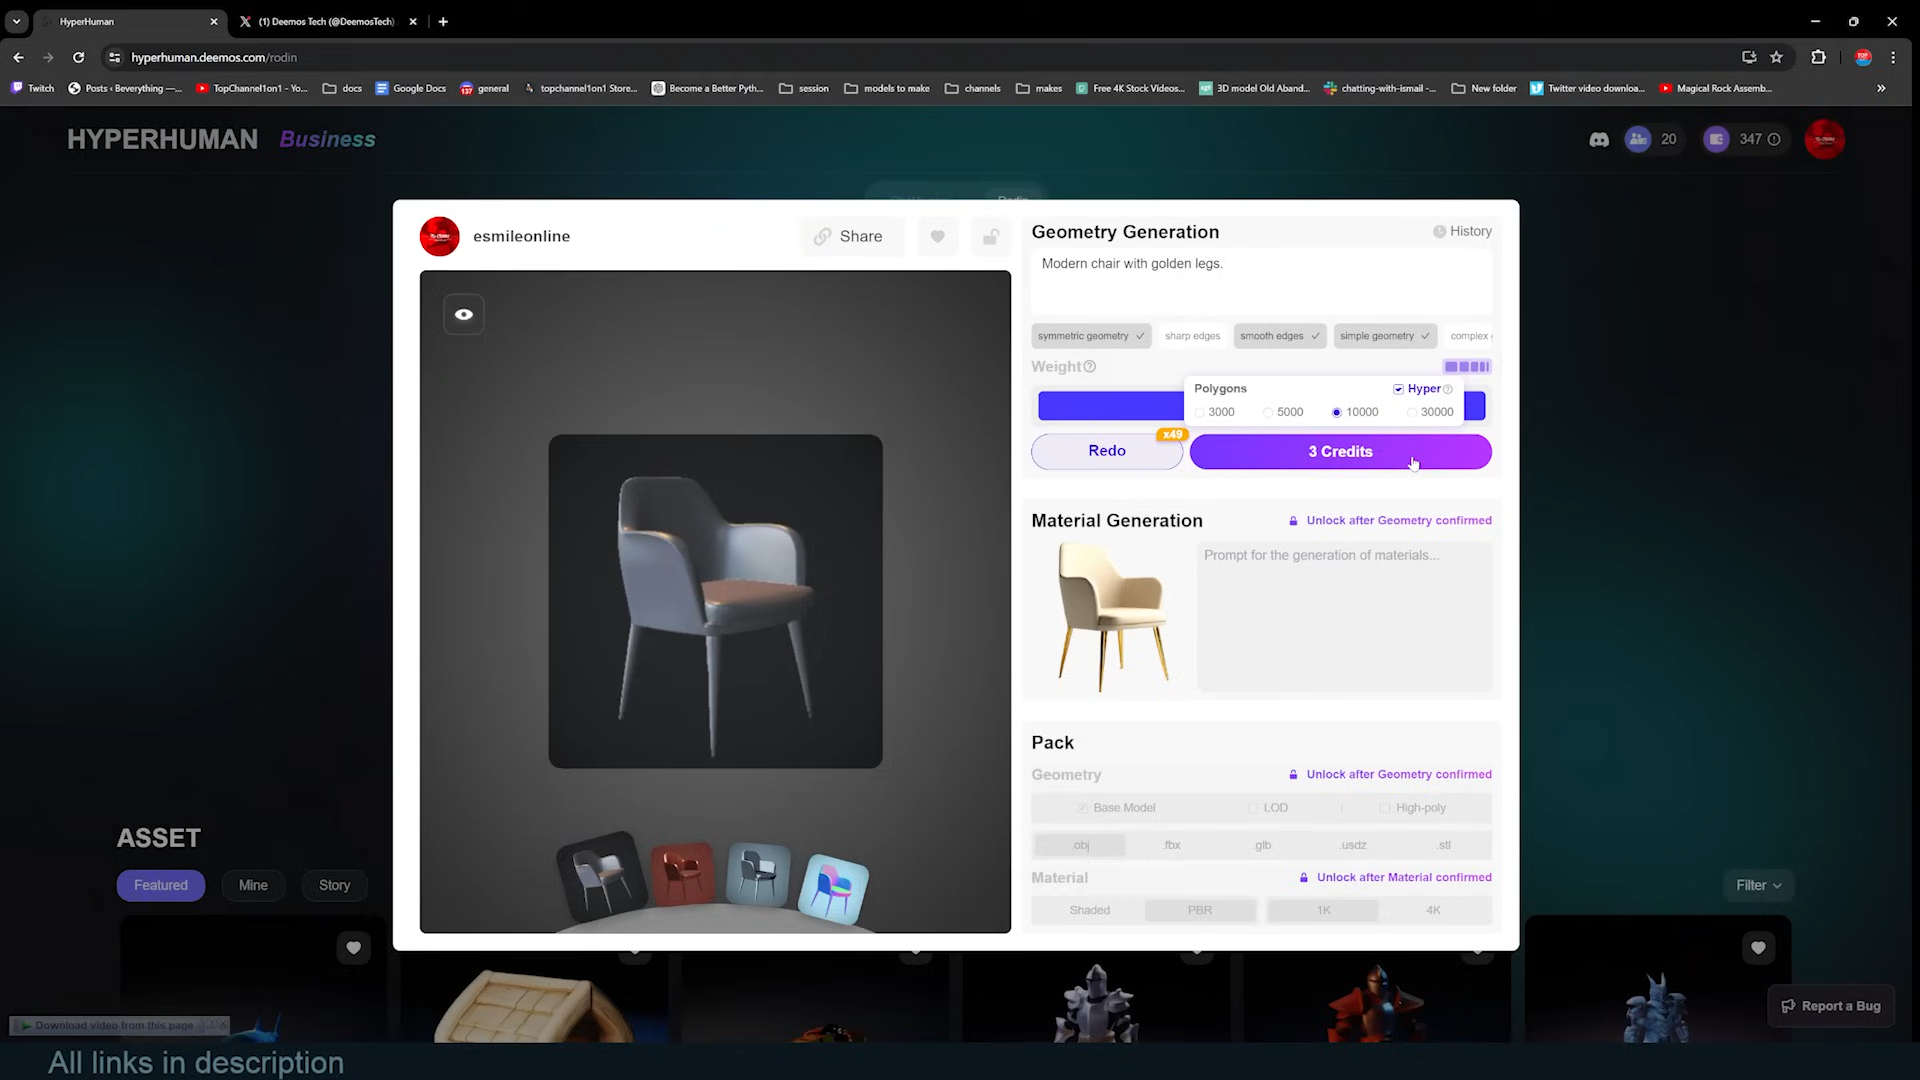 HyperHuman
(1) Deemos Tech (@DeemosTech)
hyperhuman.deemos.com/rodin
Twitch
Posts ‹ Beverything —...
TopChannel1on1 - Yo...
docs
Google Docs
137
general
topchannel1on1 Store...
Become a Better Pyth...
session
models to make
channels
makes
Free 4K Stock Videos...
3D model Old Aband...
chatting-with-ismail -...
New folder
Twitter video downloa...
Magical Rock Assemb...
HYPERHUMAN Business
20
347
esmileonline
Share
Geometry Generation
History
Modern chair with golden legs.
symmetric geometry
sharp edges
smooth edges
simple geometry
complex
Weight
Polygons
Hyper
3000
5000
10000
30000
x49
Redo
3 Credits
Material Generation
Unlock after Geometry confirmed
Prompt for the generation of materials...
Pack
Geometry
Unlock after Geometry confirmed
Base Model
LOD
High-poly
.obj
.fbx
.glb
.usdz
.stl
Material
Unlock after Material confirmed
Shaded
PBR
1K
4K
ASSET
Featured
Mine
Story
Filter
Report a Bug
Download video from this page
All links in description